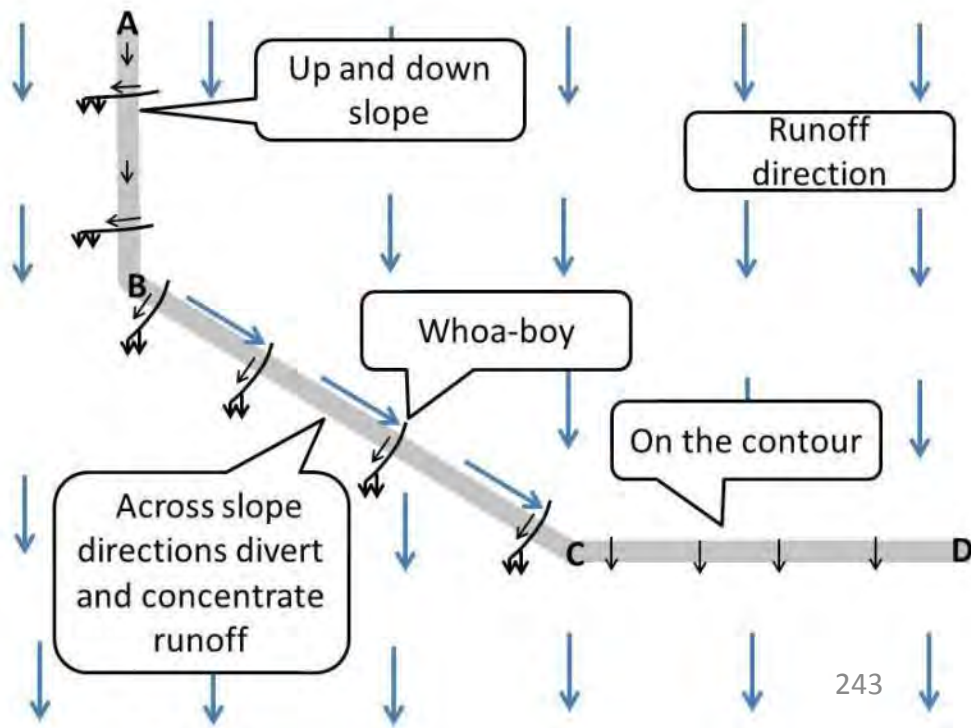 A
Up and down
slope
Runoff
direction
B
Whoa-boy
On the contour
Across slope
directions divert
and concentrate
runoff
C
D
243